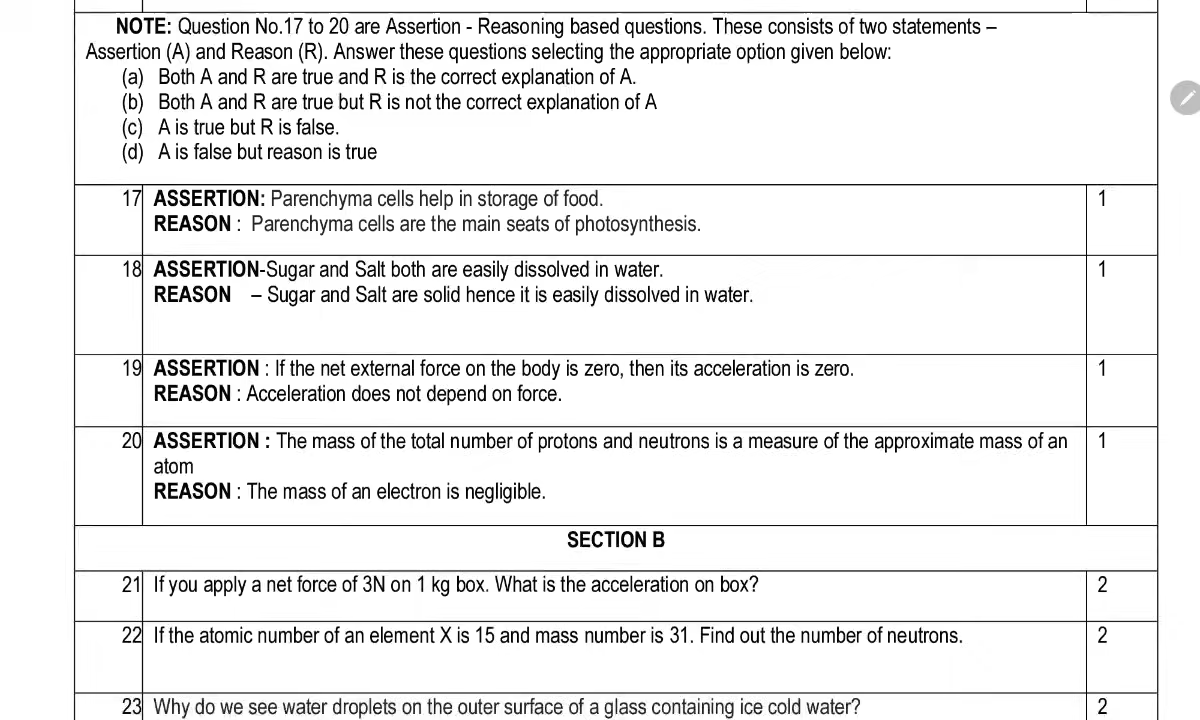 NOTE: Question No.17 to 20 are Assertion - Reasoning based questions. These consists of two statements –
Assertion (A) and Reason (R). Answer these questions selecting the appropriate option given below:
(a) Both A and R are true and R is the correct explanation of A.
(b) Both A and R are true but R is not the correct explanation of A
(c) A is true but R is false.
(d) A is false but reason is true
17 ASSERTION: Parenchyma cells help in storage of food. 1
REASON : Parenchyma cells are the main seats of photosynthesis.
18 ASSERTION-Sugar and Salt both are easily dissolved in water. 1
REASON – Sugar and Salt are solid hence it is easily dissolved in water.
19 ASSERTION : If the net external force on the body is zero, then its acceleration is zero. 1
REASON : Acceleration does not depend on force.
20 ASSERTION : The mass of the total number of protons and neutrons is a measure of the approximate mass of an 1
atom
REASON : The mass of an electron is negligible.
SECTION B
21 If you apply a net force of 3N on 1 kg box. What is the acceleration on box? 2
22 If the atomic number of an element X is 15 and mass number is 31. Find out the number of neutrons. 2
23 Why do we see water droplets on the outer surface of a glass containing ice cold water? 2